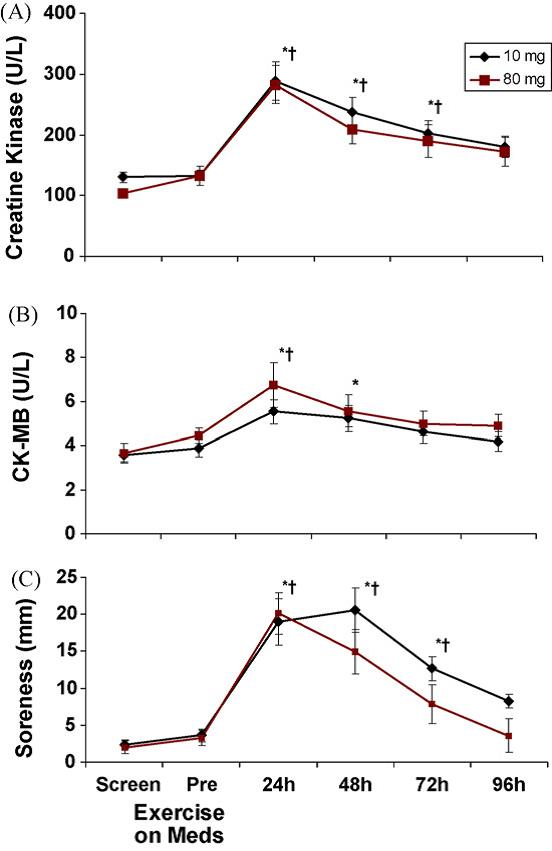 (A)
Creatine Kinase (U/L)
400
300
200
100
0
*†
*†
*†
10 mg
80 mg
(B)
CK-MB (U/L)
10
8
6
4
2
0
*†
*
(C)
Soreness (mm)
25
20
15
10
5
0
*†
*†
*†
Screen Pre 24h 48h 72h 96h
Exercise
on Meds